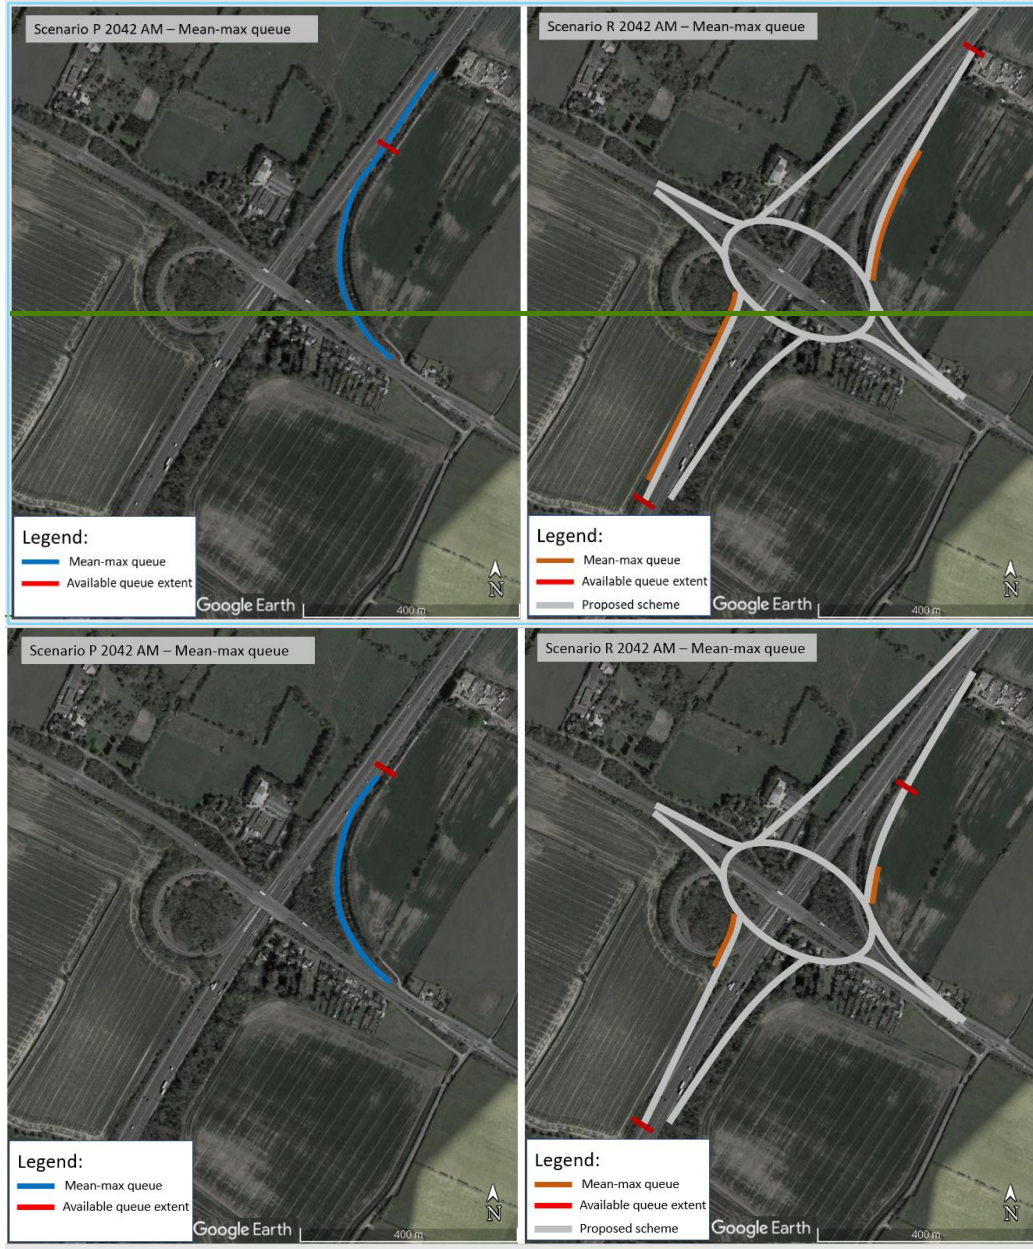 Scenario P 2042 AM – Mean-max queue
Legend:
Mean-max queue
Available queue extent
Google Earth
400 m
N
Scenario R 2042 AM – Mean-max queue
Legend:
Mean-max queue
Available queue extent
Proposed scheme
Google Earth
400 m
N
Scenario P 2042 AM – Mean-max queue
Legend:
Mean-max queue
Available queue extent
Google Earth
400 m
N
Scenario R 2042 AM – Mean-max queue
Legend:
Mean-max queue
Available queue extent
Proposed scheme
Google Earth
400 m
N